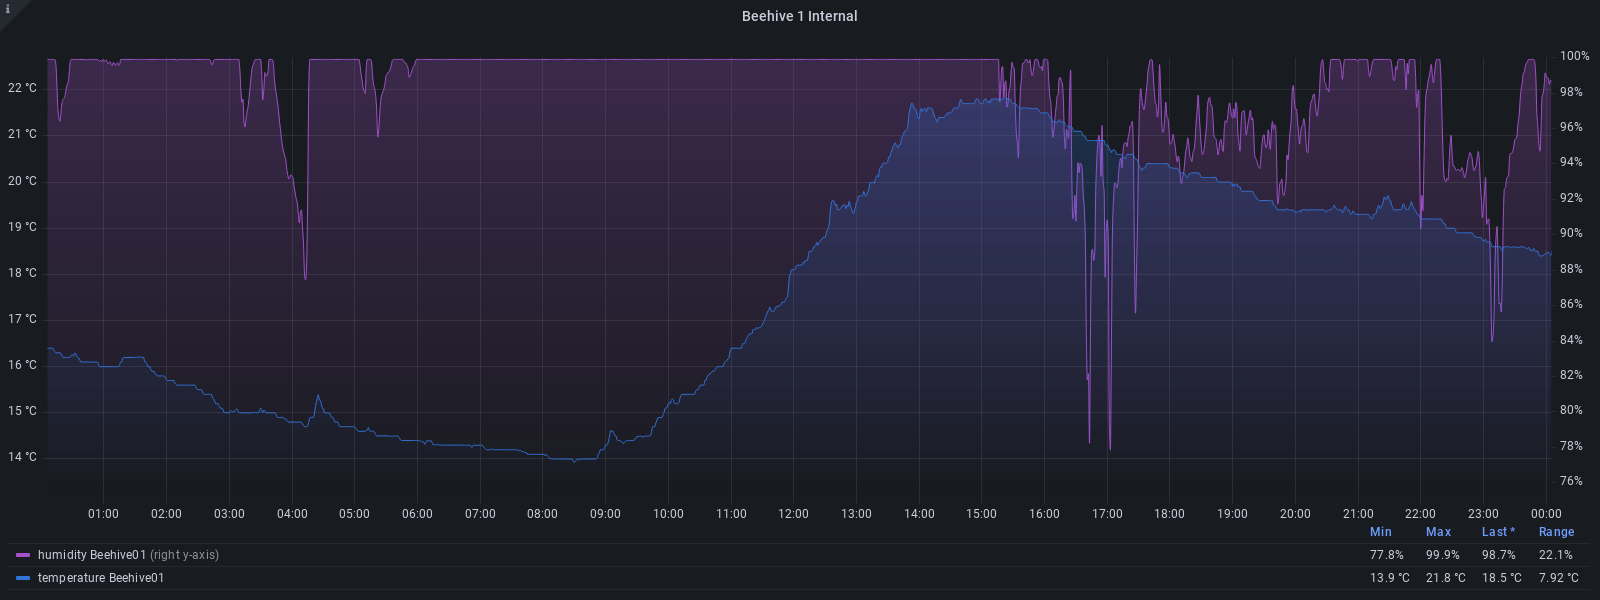 i
Beehive 1 Internal
22 °C
21 °C
20 °C
19 °C
18 °C
17 °C
16 °C
15 °C
14 °C
100%
98%
96%
94%
92%
90%
88%
86%
84%
82%
80%
78%
76%
01:00 02:00 03:00 04:00 05:00 06:00 07:00 08:00 09:00 10:00 11:00 12:00 13:00 14:00 15:00 16:00 17:00 18:00 19:00 20:00 21:00 22:00 23:00 00:00
Min Max Last * Range
humidity Beehive01 (right y-axis) 77.8% 99.9% 98.7% 22.1%
temperature Beehive01 13.9 °C 21.8 °C 18.5 °C 7.92 °C